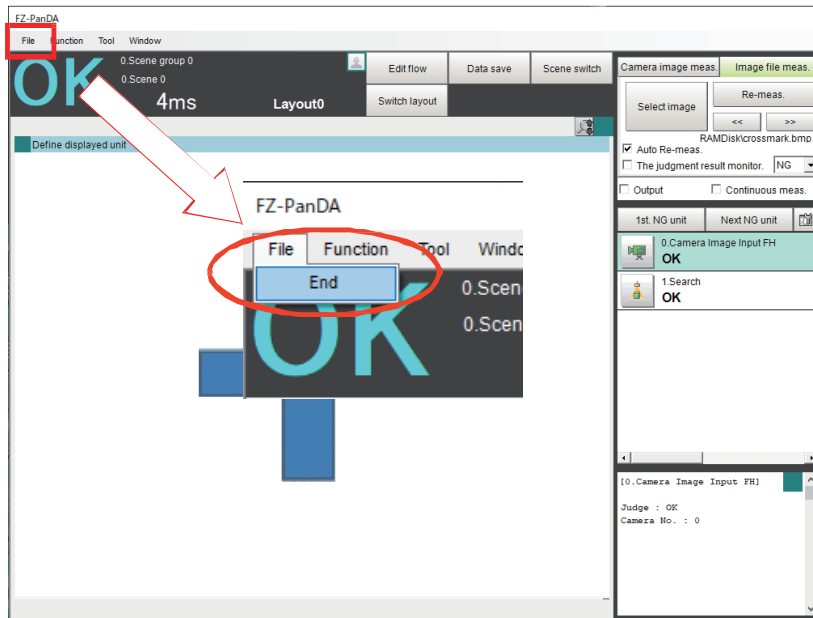 FZ-PanDA
File Function Tool Window
OK
0.Scene group 0
0.Scene 0
4ms
Layout0
Edit flow
Data save
Scene switch
Switch layout
Define displayed unit
FZ-PanDA
File Function Tool
End
OK
0.Scen
0.Scen
Camera image meas.
Image file meas.
Select image
Re-meas.
<<
>>
RAMDisk\crossmark.bmp
Auto Re-meas.
The judgment result monitor.
NG
Output
Continuous meas.
1st. NG unit
Next NG unit
0.Camera Image Input FH
OK
1.Search
OK
[0.Camera Image Input FH]
Judge : OK
Camera No. : 0